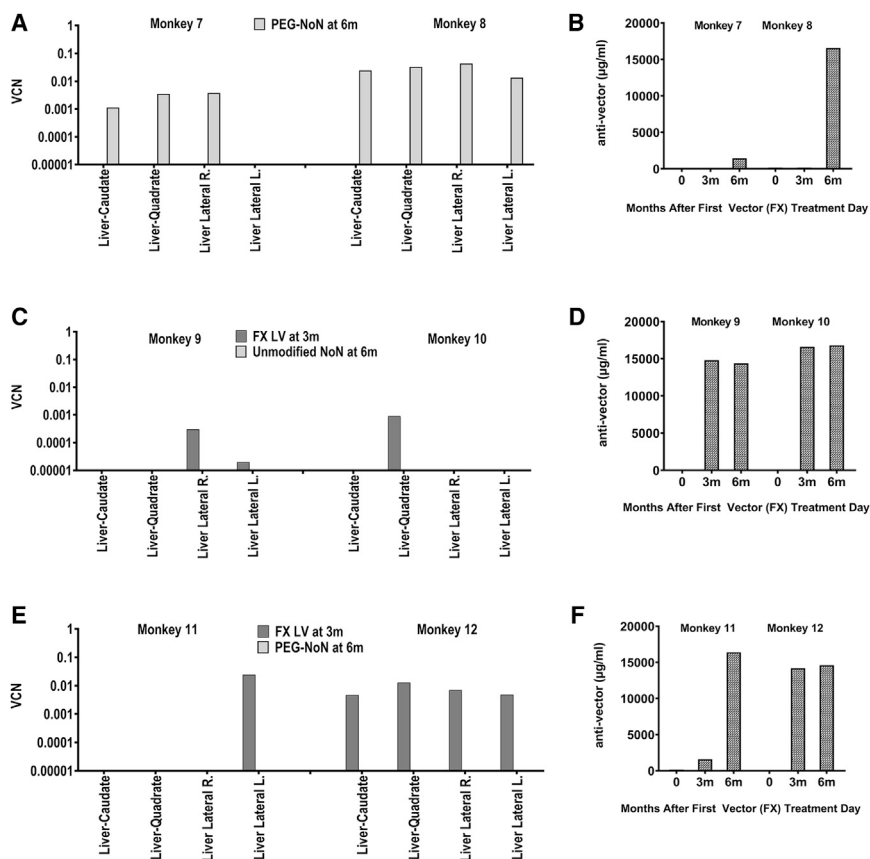 A
Monkey 7
PEG-NoN at 6m
Monkey 8
VCN
1
0.1
0.01
0.001
0.0001
0.00001
Liver-Caudate
Liver-Quadrate
Liver Lateral R.
Liver Lateral L.
Liver-Caudate
Liver-Quadrate
Liver Lateral R.
Liver Lateral L.
B
Monkey 7 Monkey 8
anti-vector (µg/ml)
20000
15000
10000
5000
0
0 3m 6m 0 3m 6m
Months After First Vector (FX) Treatment Day
C
Monkey 9
FX LV at 3m
Unmodified NoN at 6m
Monkey 10
VCN
1
0.1
0.01
0.001
0.0001
0.00001
Liver-Caudate
Liver-Quadrate
Liver Lateral R.
Liver Lateral L.
Liver-Caudate
Liver-Quadrate
Liver Lateral R.
Liver Lateral L.
D
Monkey 9 Monkey 10
anti-vector (µg/ml)
20000
15000
10000
5000
0
0 3m 6m 0 3m 6m
Months After First Vector (FX) Treatment Day
E
Monkey 11
FX LV at 3m
PEG-NoN at 6m
Monkey 12
VCN
1
0.1
0.01
0.001
0.0001
0.00001
Liver-Caudate
Liver-Quadrate
Liver Lateral R.
Liver Lateral L.
Liver-Caudate
Liver-Quadrate
Liver Lateral R.
Liver Lateral L.
F
Monkey 11 Monkey 12
anti-vector (µg/ml)
20000
15000
10000
5000
0
0 3m 6m 0 3m 6m
Months After First Vector (FX) Treatment Day